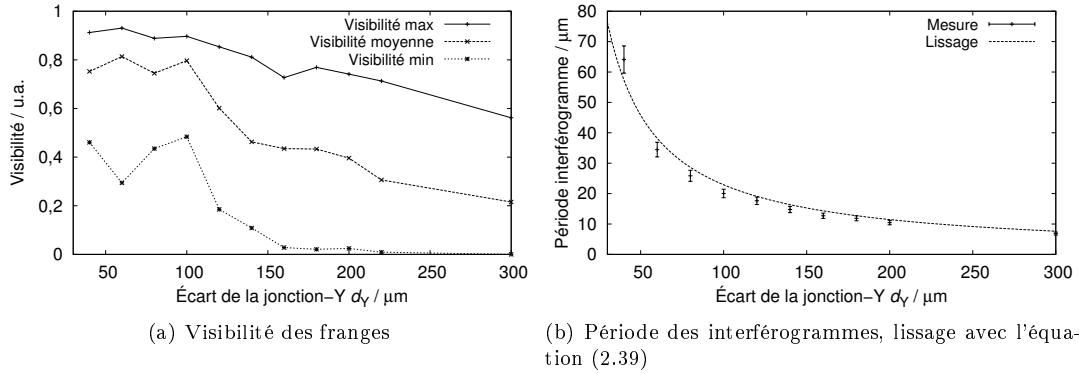 Visibilité / u.a.
1
0,8
0,6
0,4
0,2
0
Visibilité max
Visibilité moyenne
Visibilité min
50 100 150 200 250 300
Écart de la jonction−Y dY / µm
(a) Visibilité des franges
Période interférogramme / µm
80
70
60
50
40
30
20
10
0
Mesure
Lissage
50 100 150 200 250 300
Écart de la jonction−Y dY / µm
(b) Période des interférogrammes, lissage avec l'équa-
tion (2.39)